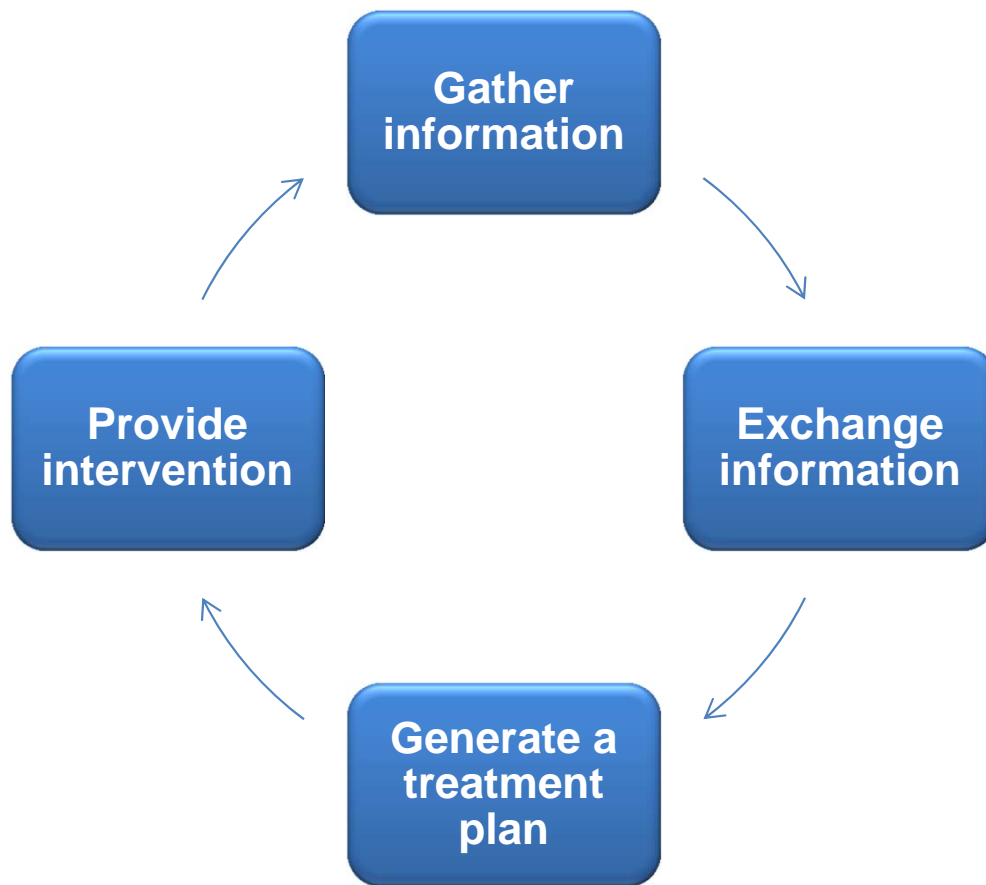 Gather
information
Exchange
information
Generate a
treatment
plan
Provide
intervention